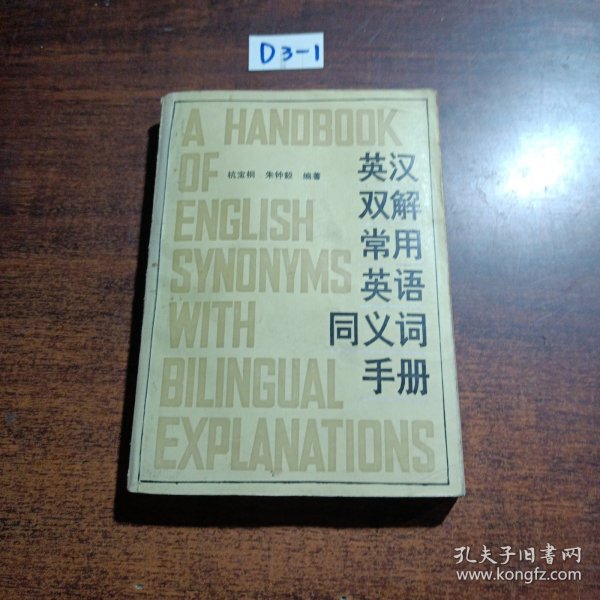 D3-1
A HANDBOOK
OF
ENGLISH
SYNONYMS
WITH
BILINGUAL
EXPLANATIONS
杭宝桐 朱钟毅 编著
英汉
双解
常用
英语
同义词
手册
孔夫子旧书网
www.kongfz.com